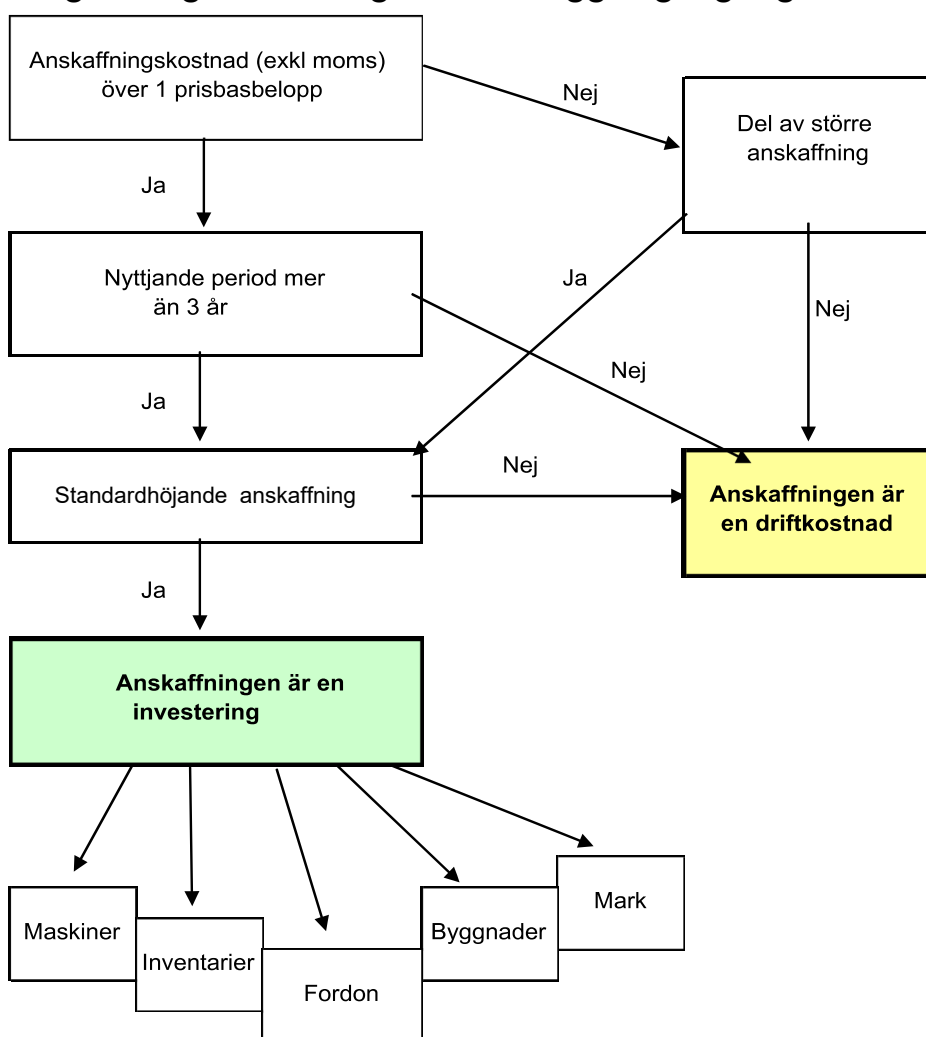 Anskaffningskostnad (exkl moms)
över 1 prisbasbelopp
Nej
Del av större
anskaffning
Ja
Nyttjande period mer
än 3 år
Ja
Nej
Nej
Ja
Standardhöjande anskaffning
Nej
Anskaffningen är
en driftkostnad
Ja
Anskaffningen är en
investering
Maskiner
Inventarier
Fordon
Byggnader
Mark